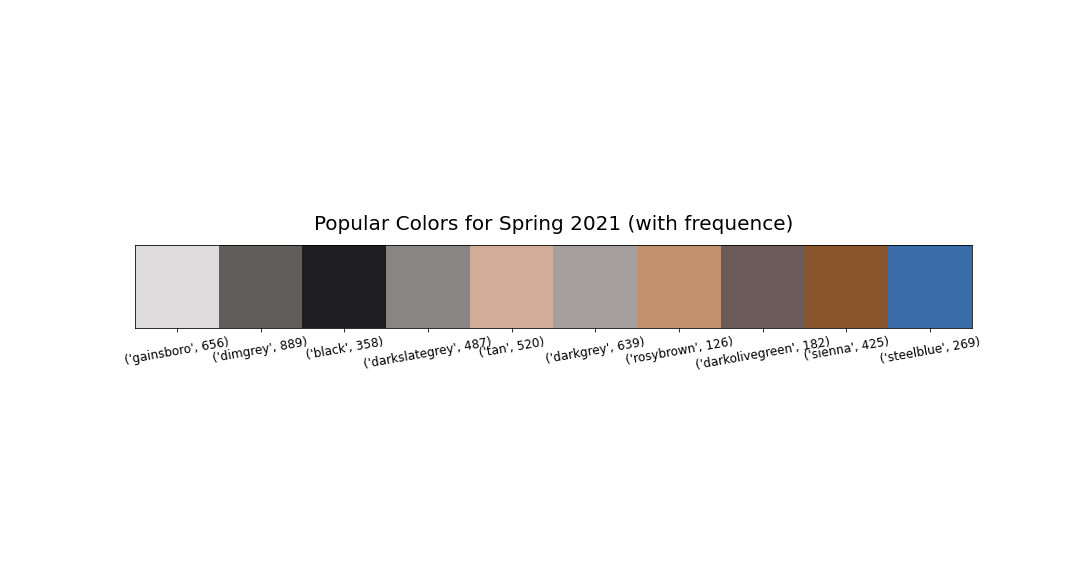 Popular Colors for Spring 2021 (with frequence)
('gainsboro', 656)
('dimgrey', 889)
('black', 358)
('darkslategrey', 487)
('tan', 520)
('darkgrey', 639)
('rosybrown', 126)
('darkolivegreen', 182)
('sienna', 425)
('steelblue', 269)